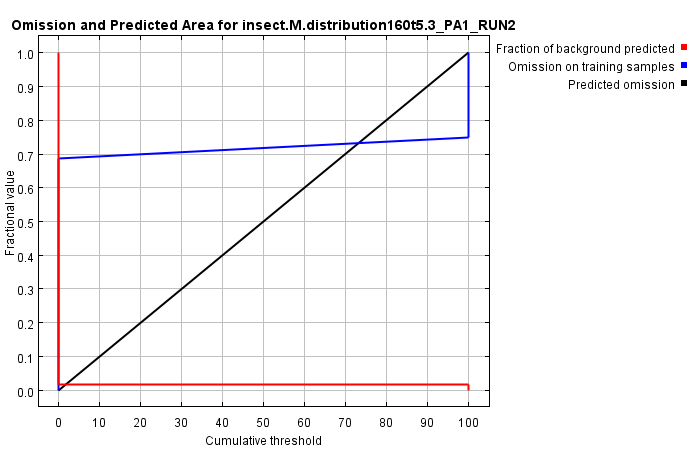 Omission and Predicted Area for insect.M.distribution160t5.3_PA1_RUN2
Fraction of background predicted
Omission on training samples
Predicted omission
1.0
0.9
0.8
0.7
0.6
0.5
0.4
0.3
0.2
0.1
0.0
Fractional value
0 10 20 30 40 50 60 70 80 90 100
Cumulative threshold